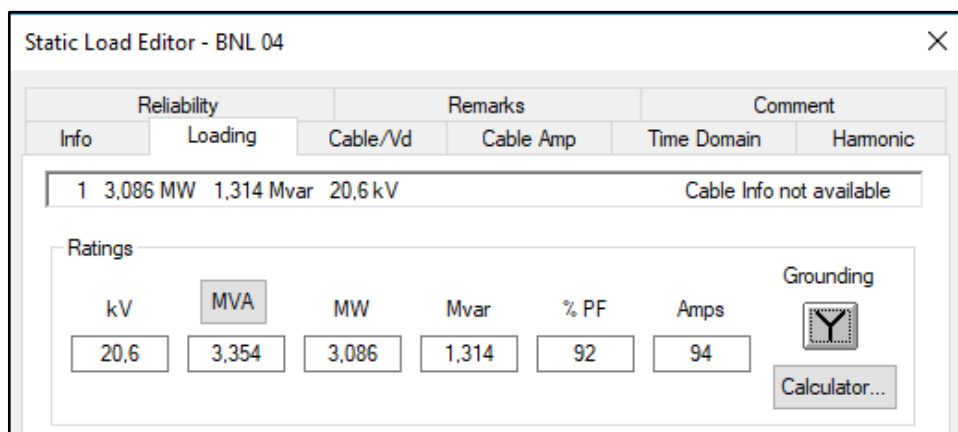 Static Load Editor - BNL 04
Reliability Remarks Comment
Info Loading Cable/Vd Cable Amp Time Domain Harmonic
1 3,086 MW 1,314 Mvar 20,6 kV Cable Info not available
Ratings
Grounding
kV MVA MW Mvar % PF Amps
20,6 3,354 3,086 1,314 92 94
Calculator...